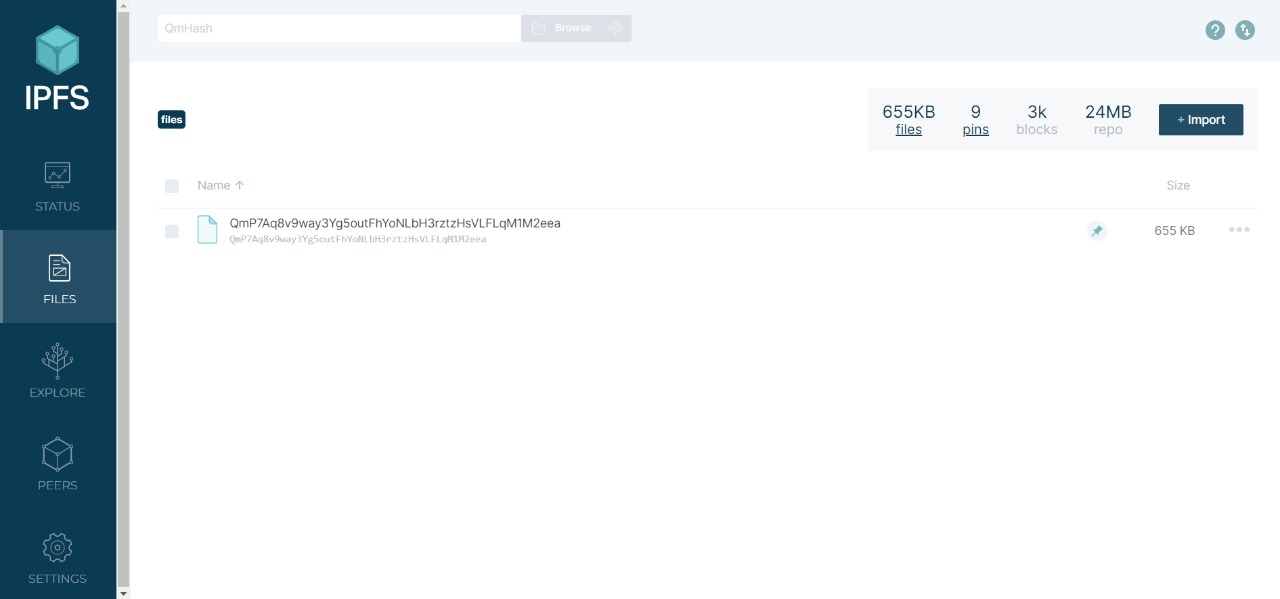 QmHash
Browse
IPFS
STATUS
FILES
EXPLORE
PEERS
SETTINGS
files
655KB
files
9
pins
3k
blocks
24MB
repo
+ Import
Name ↑
Size
QmP7Aq8v9way3Yg5outFhYoNLbH3rztzHsVLFLqM1M2eea
QmP7Aq8v9way3Yg5outFhYoNLbH3rztzHsVLFLqM1M2eea
655 KB